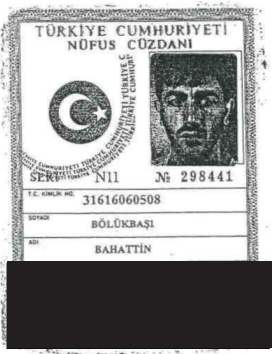 TÜRKİYE CUMHURİYETİ
NÜFUS CÜZDANI
SERİ N11 № 298441
T.C. KİMLİK NO.
31616060508
SOYADI
BÖLÜKBAŞI
ADI
BAHATTİN